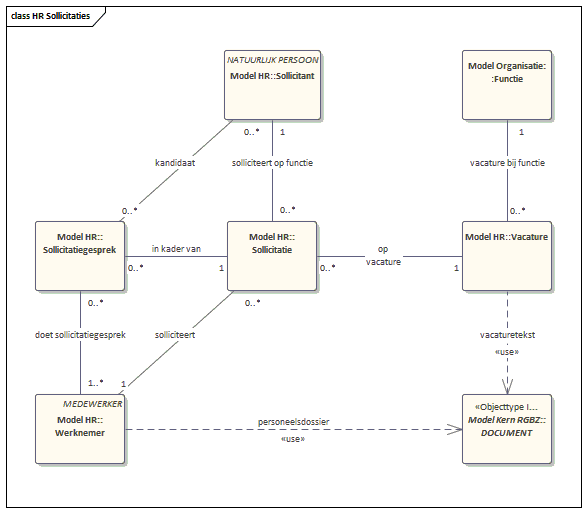 class HR Sollicitaties
NATUURLIJK PERSOON
Model HR::Sollicitant
Model Organisatie:
:Functie
0..*
1
1
kandidaat
solliciteert op functie
vacature bij functie
0..*
0..*
0..*
Model HR::
Sollicitatiegesprek
Model HR::
Sollicitatie
Model HR::Vacature
in kader van
op
vacature
0..*
1
0..*
1
0..*
0..*
doet sollicitatiegesprek
solliciteert
vacaturetekst
«use»
1..*
1
MEDEWERKER
Model HR::
Werknemer
«Objecttype I...
Model Kern RGBZ::
DOCUMENT
personeelsdossier
«use»